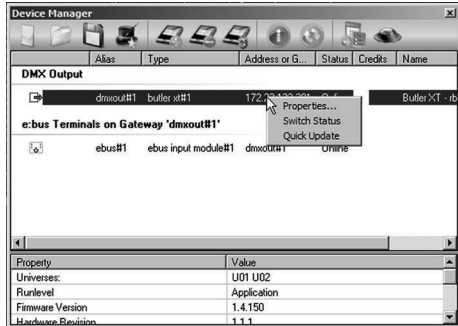 Device Manager
Alias Type Address or G... Status Credits Name
DMX Output
dmxout#1 butler xt#1 Butler XT - rb
Properties...
Switch Status
Quick Update
e:bus Terminals on Gateway 'dmxout#1'
ebus#1 ebus input module#1 dmxout#1 Online
Property Value
Universes: U01 U02
Runlevel Application
Firmware Version 1.4.150
Hardware Revision 1.1.1